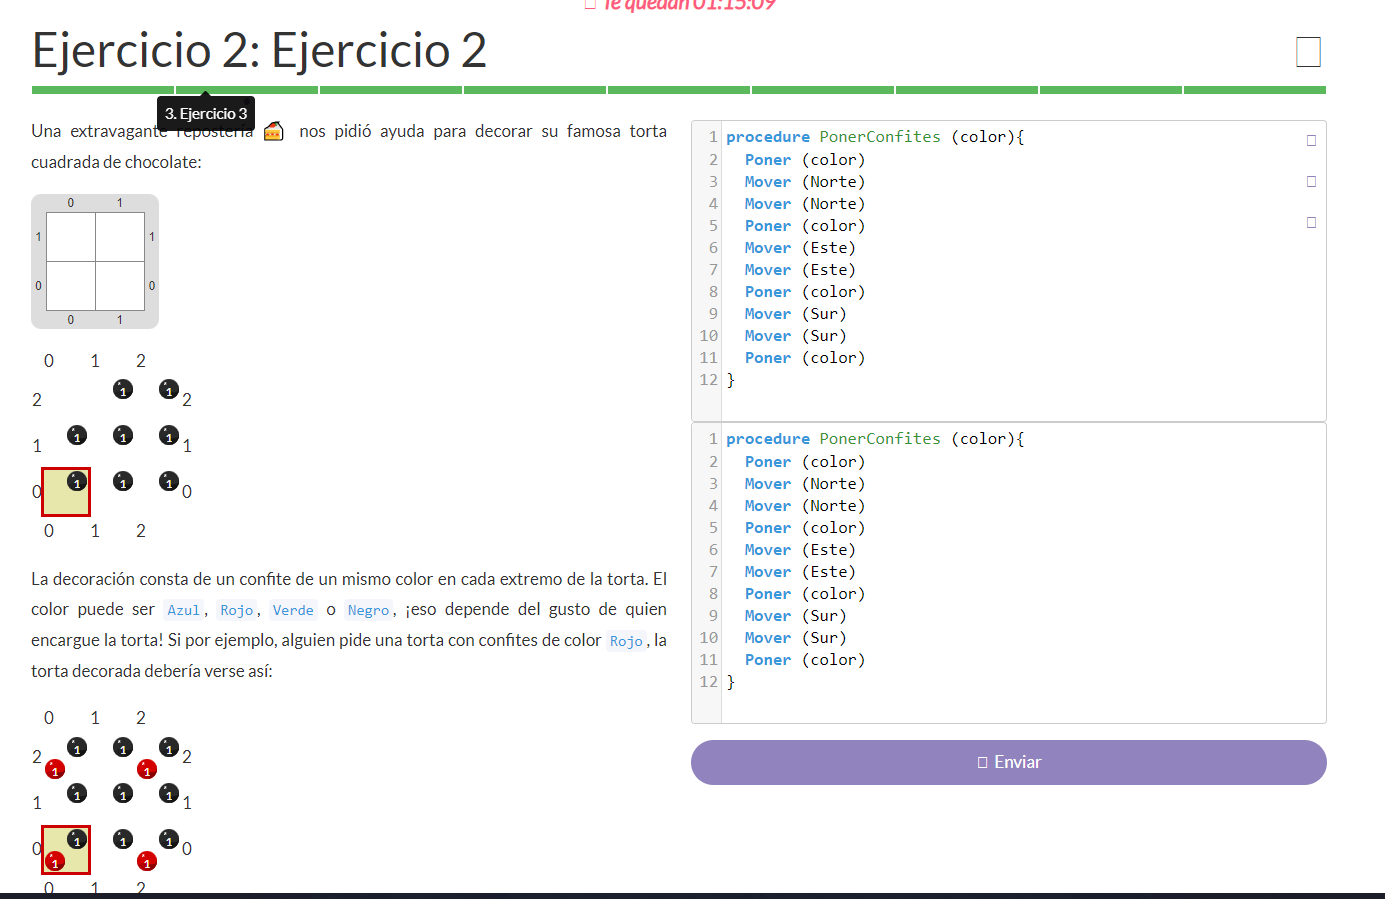 Te quedan 01:15:09
Ejercicio 2: Ejercicio 2
3. Ejercicio 3
Una extravagante repostería nos pidió ayuda para decorar su famosa torta
cuadrada de chocolate:
0 1
1 1
0 0
0 1
0 1 2
1 1
2 2
1 1 1
1 1
1 1 1
0 0
0 1 2
La decoración consta de un confite de un mismo color en cada extremo de la torta. El
color puede ser Azul, Rojo, Verde o Negro, ¡eso depende del gusto de quien
encargue la torta! Si por ejemplo, alguien pide una torta con confites de color Rojo, la
torta decorada debería verse así:
0 1 2
1 1 1
2 2
1 1
1 1 1
1 1
1 1 1
0 0
1 1
0 1 2
1 procedure PonerConfites (color){
2 Poner (color)
3 Mover (Norte)
4 Mover (Norte)
5 Poner (color)
6 Mover (Este)
7 Mover (Este)
8 Poner (color)
9 Mover (Sur)
10 Mover (Sur)
11 Poner (color)
12 }
1 procedure PonerConfites (color){
2 Poner (color)
3 Mover (Norte)
4 Mover (Norte)
5 Poner (color)
6 Mover (Este)
7 Mover (Este)
8 Poner (color)
9 Mover (Sur)
10 Mover (Sur)
11 Poner (color)
12 }
Enviar